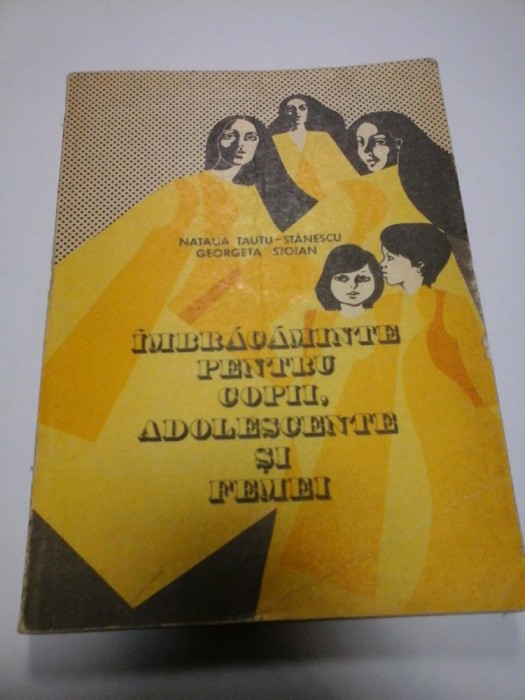 NATALIA TAUTU-STĂNESCU
GEORGETA STOIAN
ÎMBRĂCĂMINTE
PENTRU
COPII,
ADOLESCENTE
ȘI
FEMEI